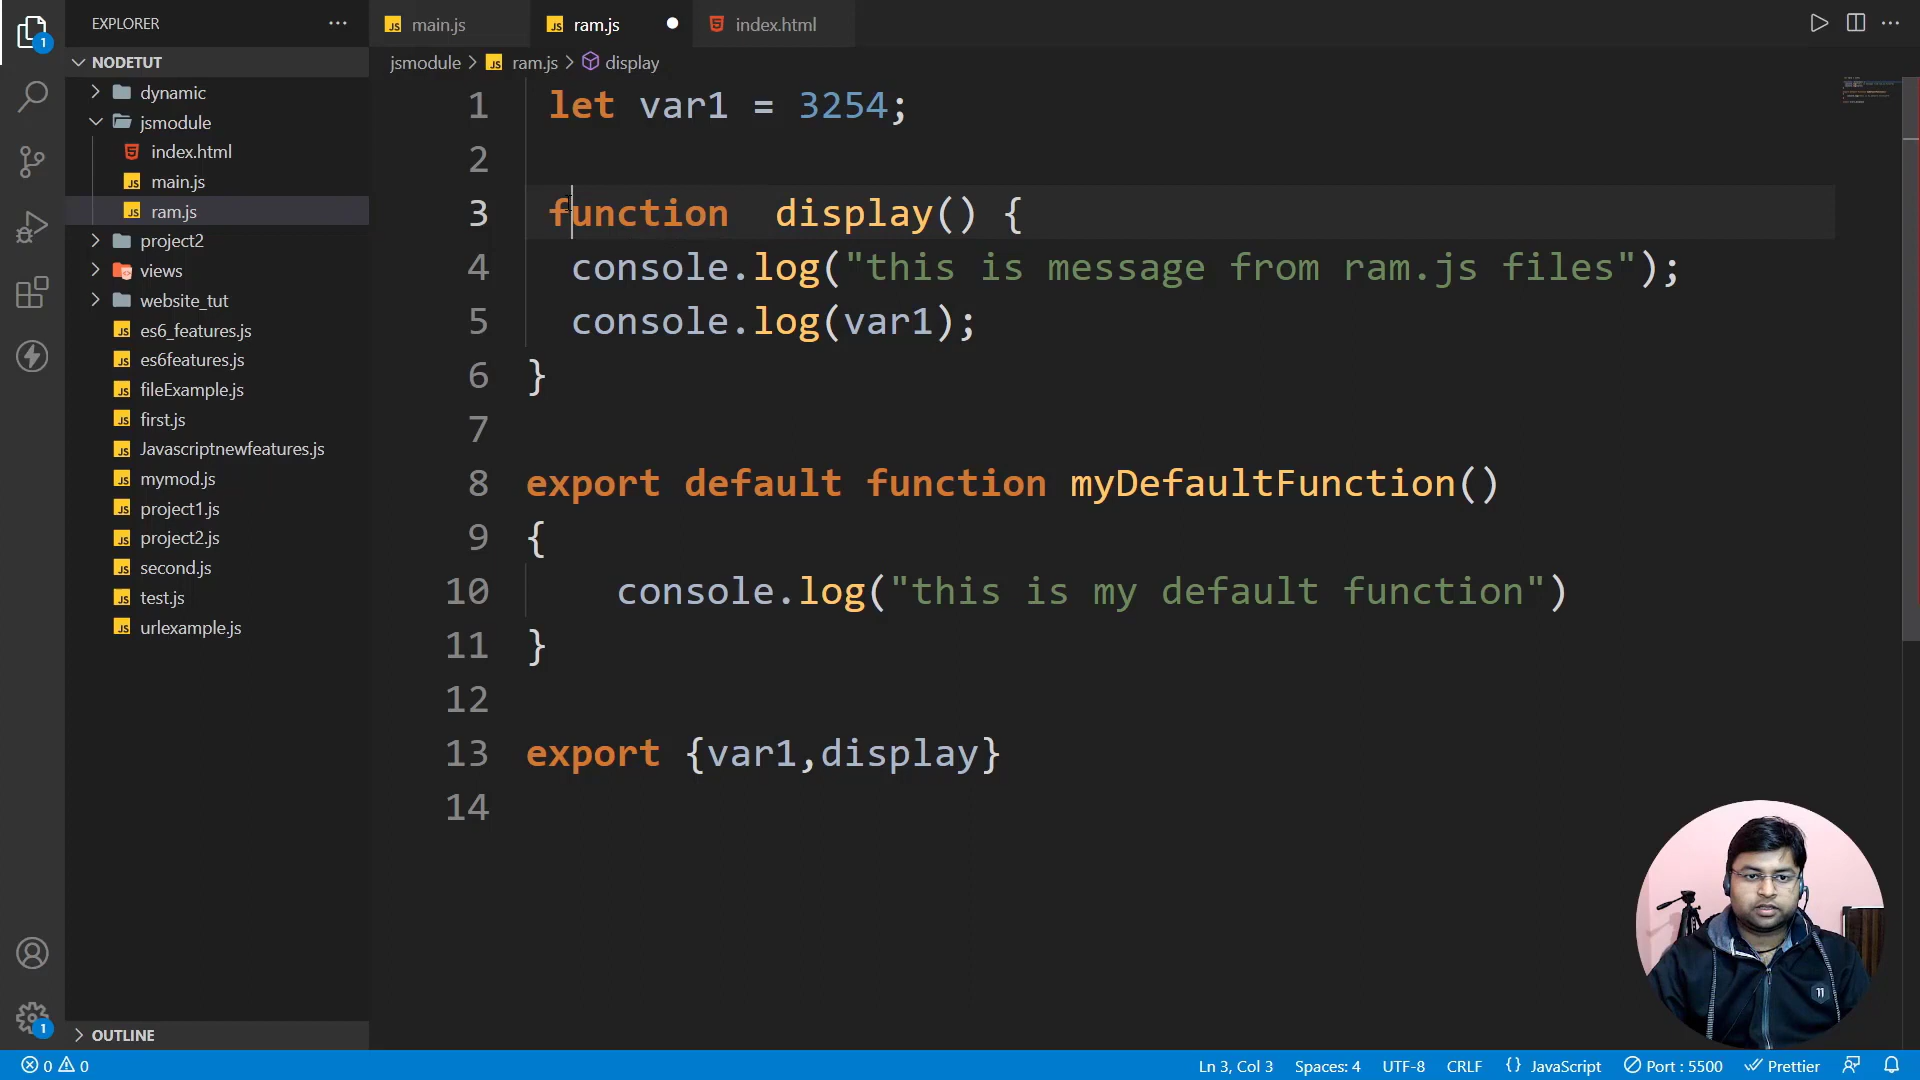 EXPLORER
main.js
ram.js
index.html
NODETUT
jsmodule > ram.js > display
dynamic
jsmodule
index.html
main.js
ram.js
project2
views
website_tut
es6_features.js
es6features.js
fileExample.js
first.js
Javascriptnewfeatures.js
mymod.js
project1.js
project2.js
second.js
test.js
urlexample.js
OUTLINE
1 let var1 = 3254;
2
3 function  display() {
4 console.log("this is message from ram.js files");
5 console.log(var1);
6 }
7
8 export default function myDefaultFunction()
9 {
10 console.log("this is my default function")
11 }
12
13 export {var1,display}
14
1
1
11
0 0 Ln 3, Col 3 Spaces: 4 UTF-8 CRLF {} JavaScript Port : 5500 Prettier